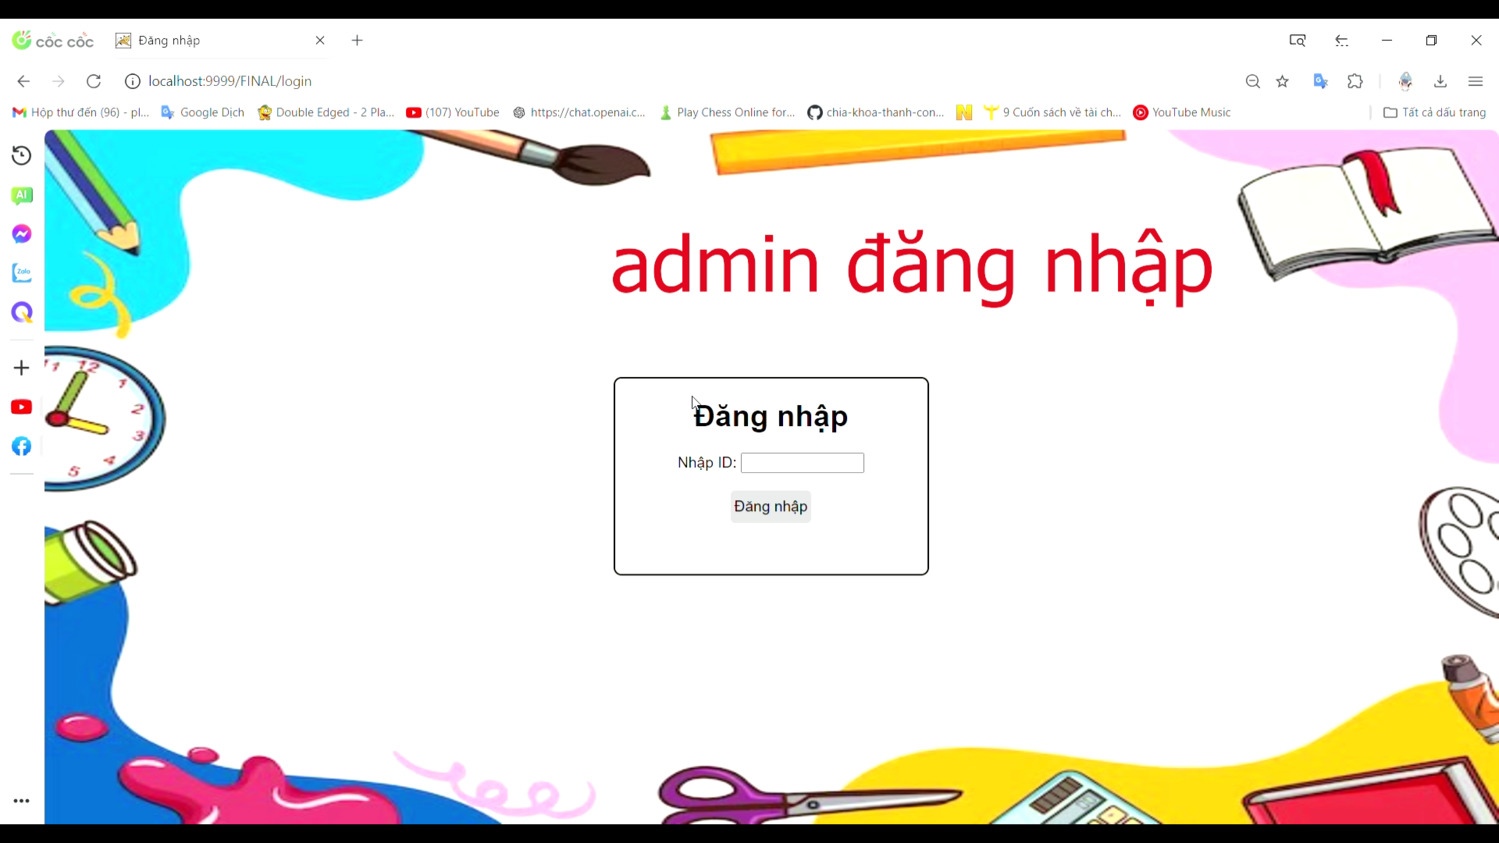 cốc cốc
Đăng nhập
localhost:9999/FINAL/login
Hộp thư đến (96) - pl...
Google Dịch
Double Edged - 2 Pla...
(107) YouTube
https://chat.openai.c...
Play Chess Online for...
chia-khoa-thanh-con...
N
9 Cuốn sách về tài ch...
YouTube Music
Tất cả dấu trang
AI
Zalo
admin đăng nhập
11 12 1
2
3
4
5
Đăng nhập
Nhập ID:
Đăng nhập